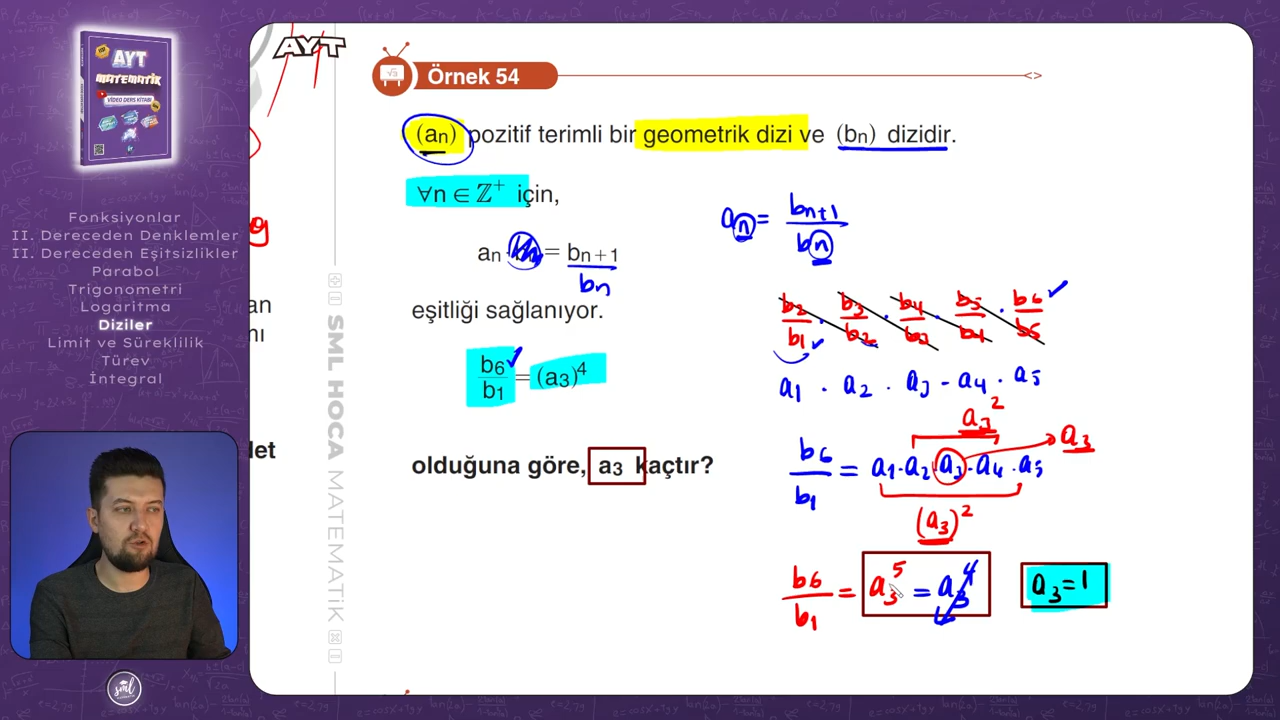 AYT
MATEMATİK
VİDEO DERS KİTABI
Fonksiyonlar
II. Dereceden Denklemler
II. Dereceden Eşitsizlikler
Parabol
Trigonometri
Logaritma
Diziler
Limit ve Süreklilik
Türev
İntegral
sml
AYT
an
nı
det
SML HOCA MATEMATİK
Örnek 54
(an) pozitif terimli bir geometrik dizi ve (bn) dizidir.
∀n ∈ ℤ⁺ için,
an · = bn+1
bn
eşitliği sağlanıyor.
b6/b1 = (a3)⁴
olduğuna göre, a3 kaçtır?
an = bn+1/bn
b2/b1 · b3/b2 · b4/b3 · b5/b4 · b6/b5
a1 · a2 · a3 · a4 · a5
a3²
a3
b6/b1 = a1 · a2 · a3 · a4 · a5
(a3)²
b6/b1 = a3⁵ = a3⁴
a3=1